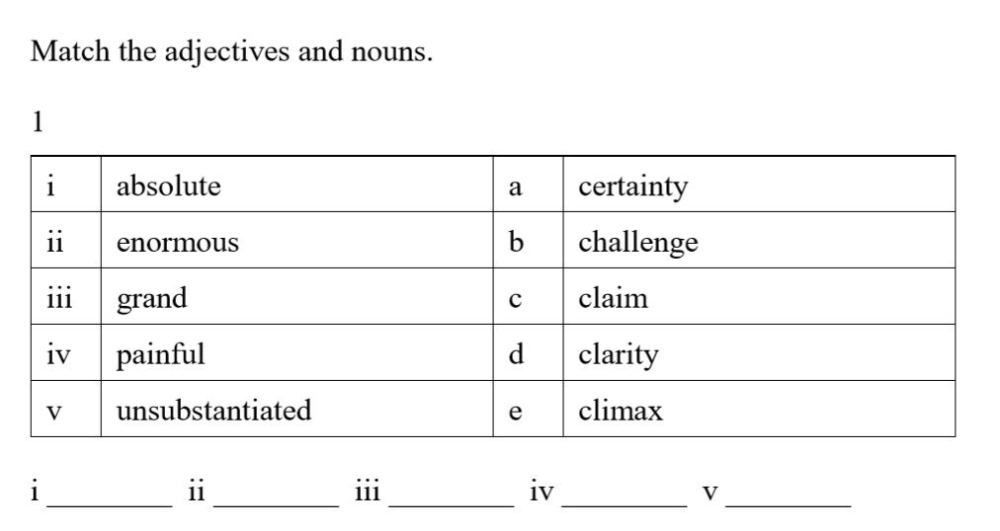 Match the adjectives and nouns.
1
i absolute a certainty
ii enormous b challenge
iii grand c claim
iv painful d clarity
v unsubstantiated e climax
i ________ ii ________ iii ________ iv ________ v ________